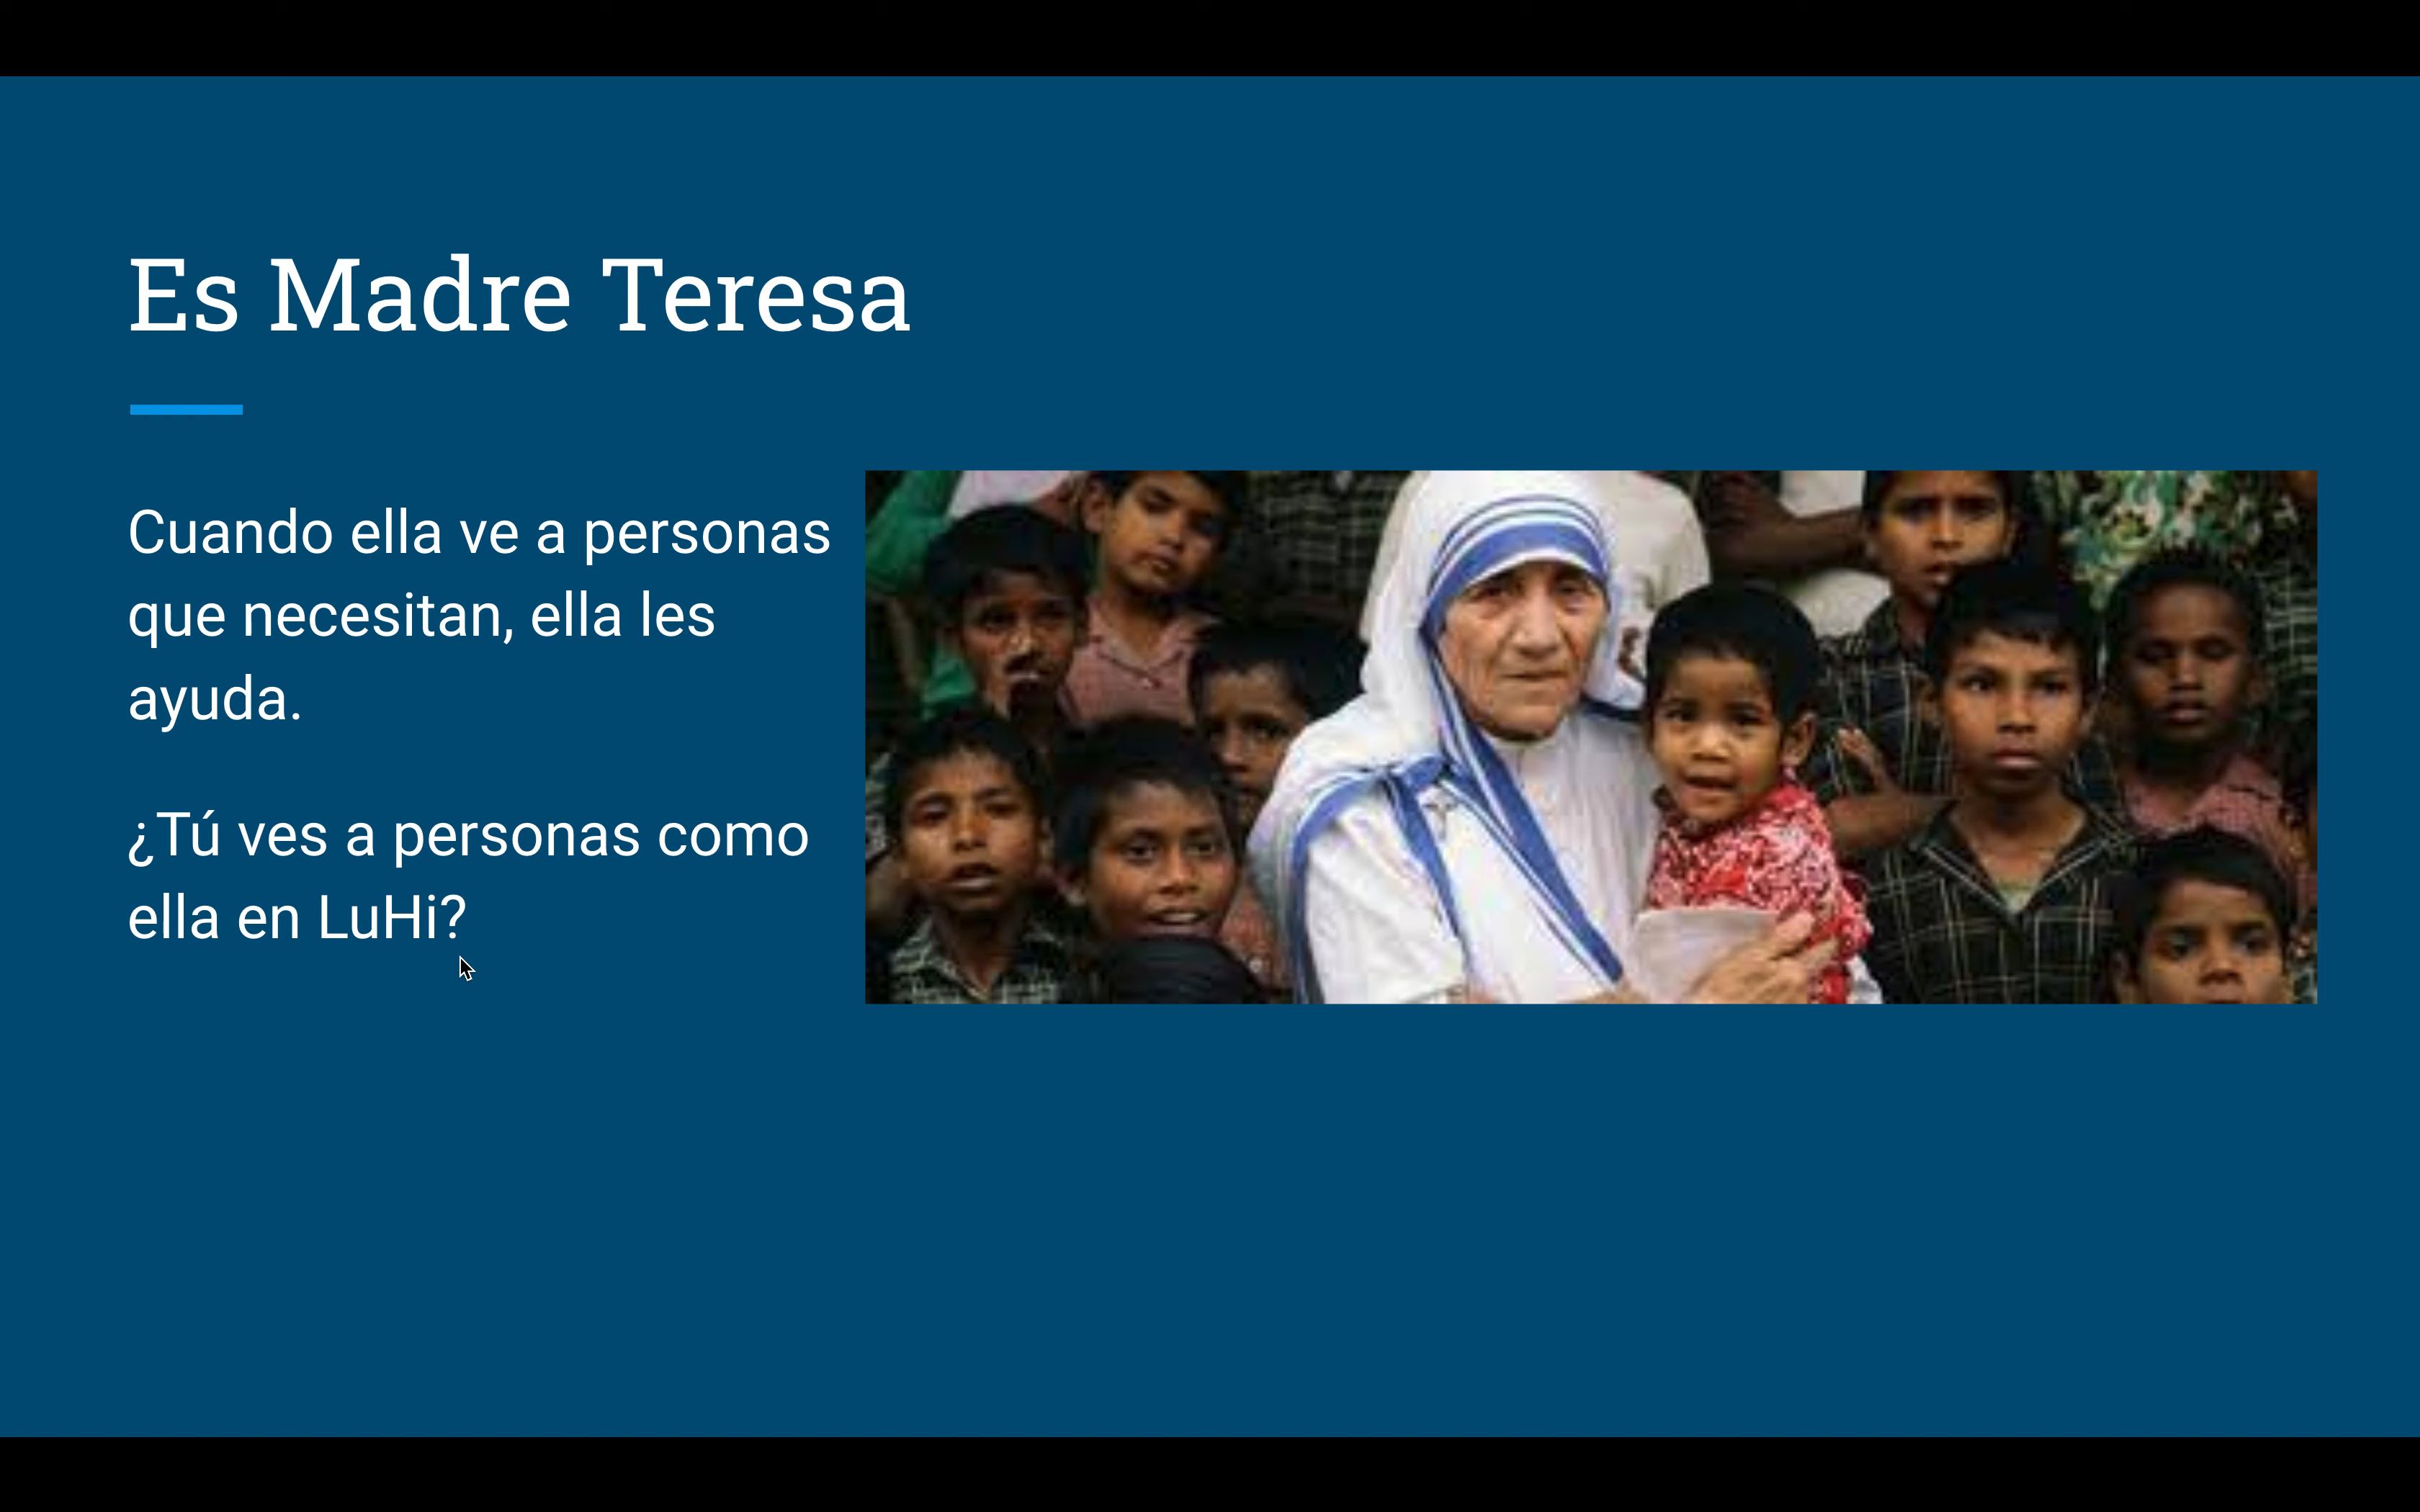 Es Madre Teresa
Cuando ella ve a personas
que necesitan, ella les
ayuda.
¿Tú ves a personas como
ella en LuHi?